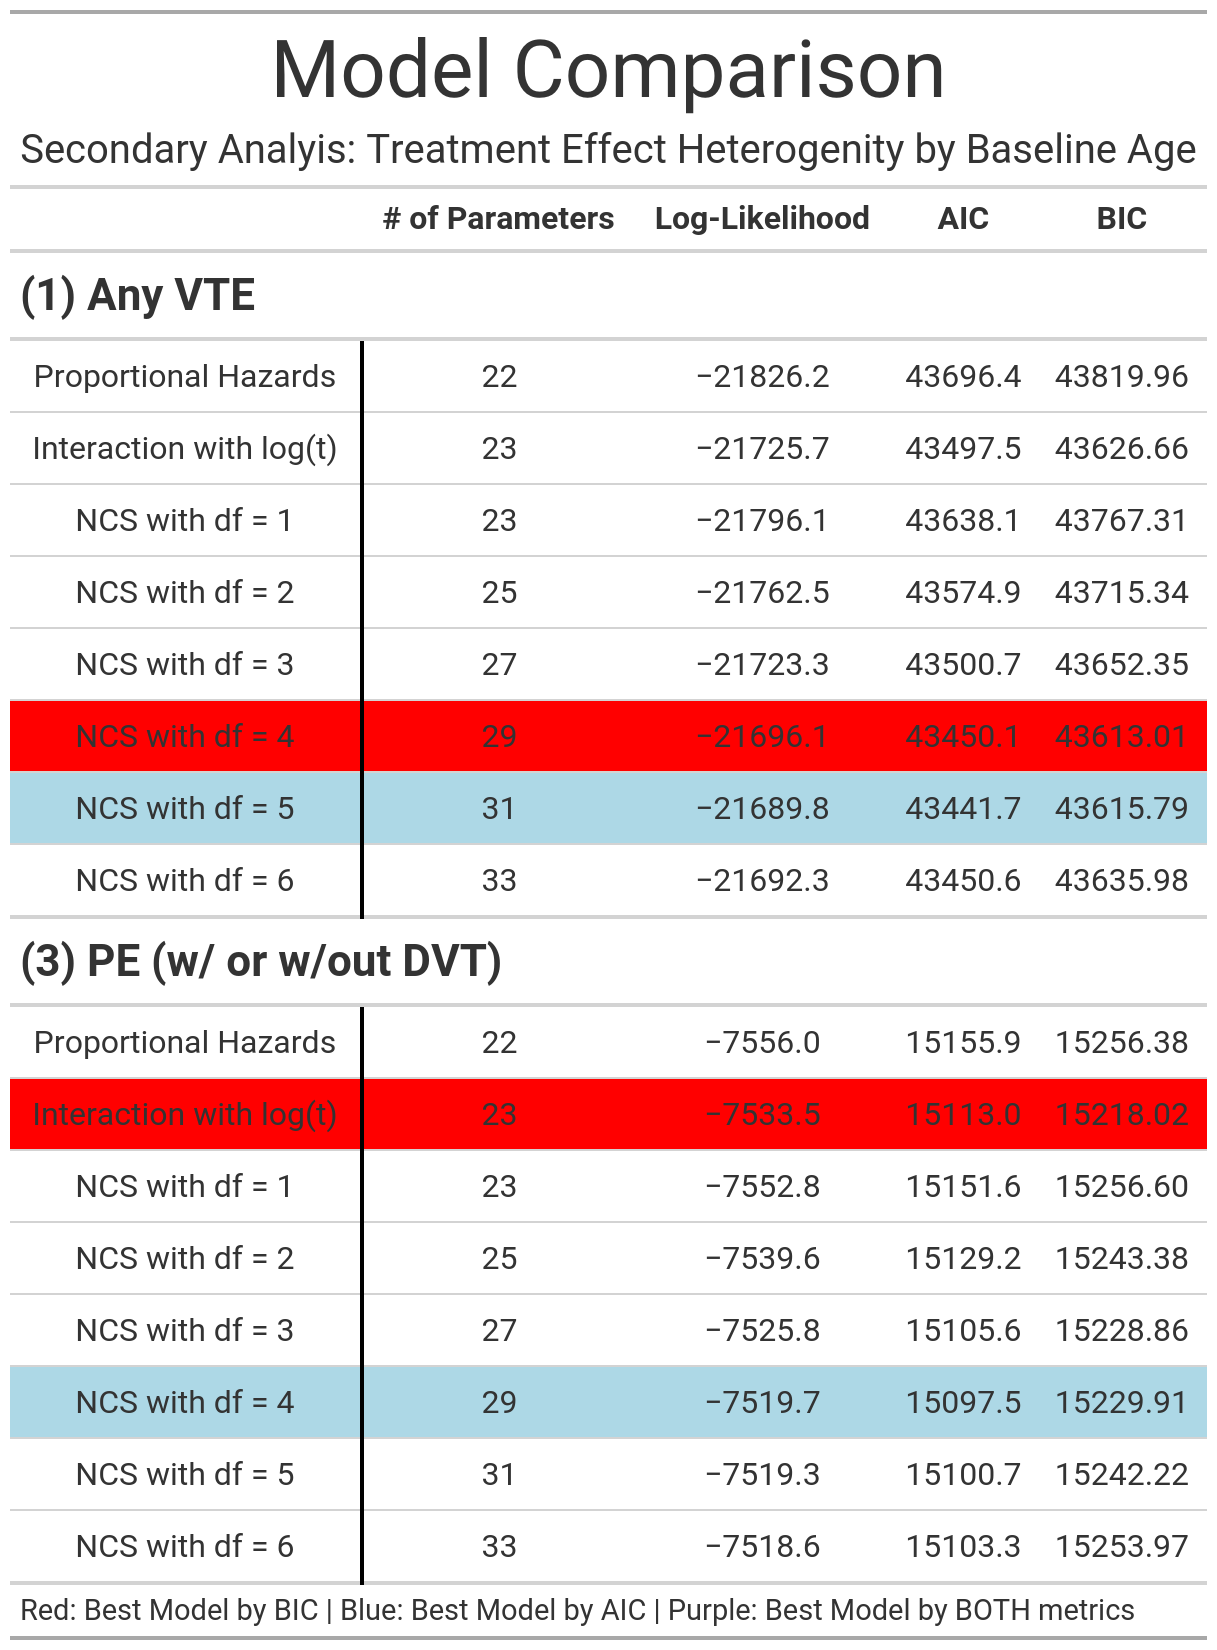 Model Comparison
Secondary Analyis: Treatment Effect Heterogenity by Baseline Age
# of Parameters Log-Likelihood AIC BIC
(1) Any VTE
Proportional Hazards 22 −21826.2 43696.4 43819.96
Interaction with log(t) 23 −21725.7 43497.5 43626.66
NCS with df = 1 23 −21796.1 43638.1 43767.31
NCS with df = 2 25 −21762.5 43574.9 43715.34
NCS with df = 3 27 −21723.3 43500.7 43652.35
NCS with df = 4 29 −21696.1 43450.1 43613.01
NCS with df = 5 31 −21689.8 43441.7 43615.79
NCS with df = 6 33 −21692.3 43450.6 43635.98
(3) PE (w/ or w/out DVT)
Proportional Hazards 22 −7556.0 15155.9 15256.38
Interaction with log(t) 23 −7533.5 15113.0 15218.02
NCS with df = 1 23 −7552.8 15151.6 15256.60
NCS with df = 2 25 −7539.6 15129.2 15243.38
NCS with df = 3 27 −7525.8 15105.6 15228.86
NCS with df = 4 29 −7519.7 15097.5 15229.91
NCS with df = 5 31 −7519.3 15100.7 15242.22
NCS with df = 6 33 −7518.6 15103.3 15253.97
Red: Best Model by BIC | Blue: Best Model by AIC | Purple: Best Model by BOTH metrics